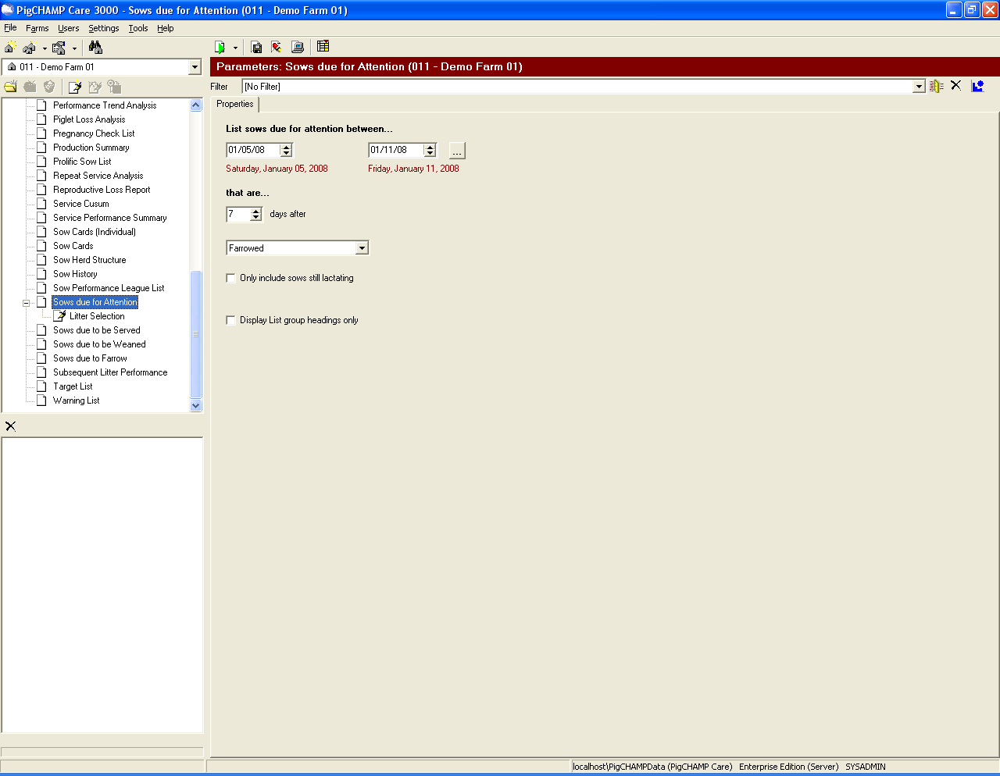 PigCHAMP Care 3000 - Sows due for Attention (011 - Demo Farm 01)
File Farms Users Settings Tools Help
011 - Demo Farm 01
Performance Trend Analysis
Piglet Loss Analysis
Pregnancy Check List
Production Summary
Prolific Sow List
Repeat Service Analysis
Reproductive Loss Report
Service Cusum
Service Performance Summary
Sow Cards (Individual)
Sow Cards
Sow Herd Structure
Sow History
Sow Performance League List
Sows due for Attention
Litter Selection
Sows due to be Served
Sows due to be Weaned
Sows due to Farrow
Subsequent Litter Performance
Target List
Warning List
Parameters: Sows due for Attention (011 - Demo Farm 01)
Filter [No Filter]
Properties
List sows due for attention between...
01/05/08 01/11/08 ...
Saturday, January 05, 2008 Friday, January 11, 2008
that are...
7 days after
Farrowed
Only include sows still lactating
Display List group headings only
localhost\PigCHAMPData (PigCHAMP Care) Enterprise Edition (Server) SYSADMIN